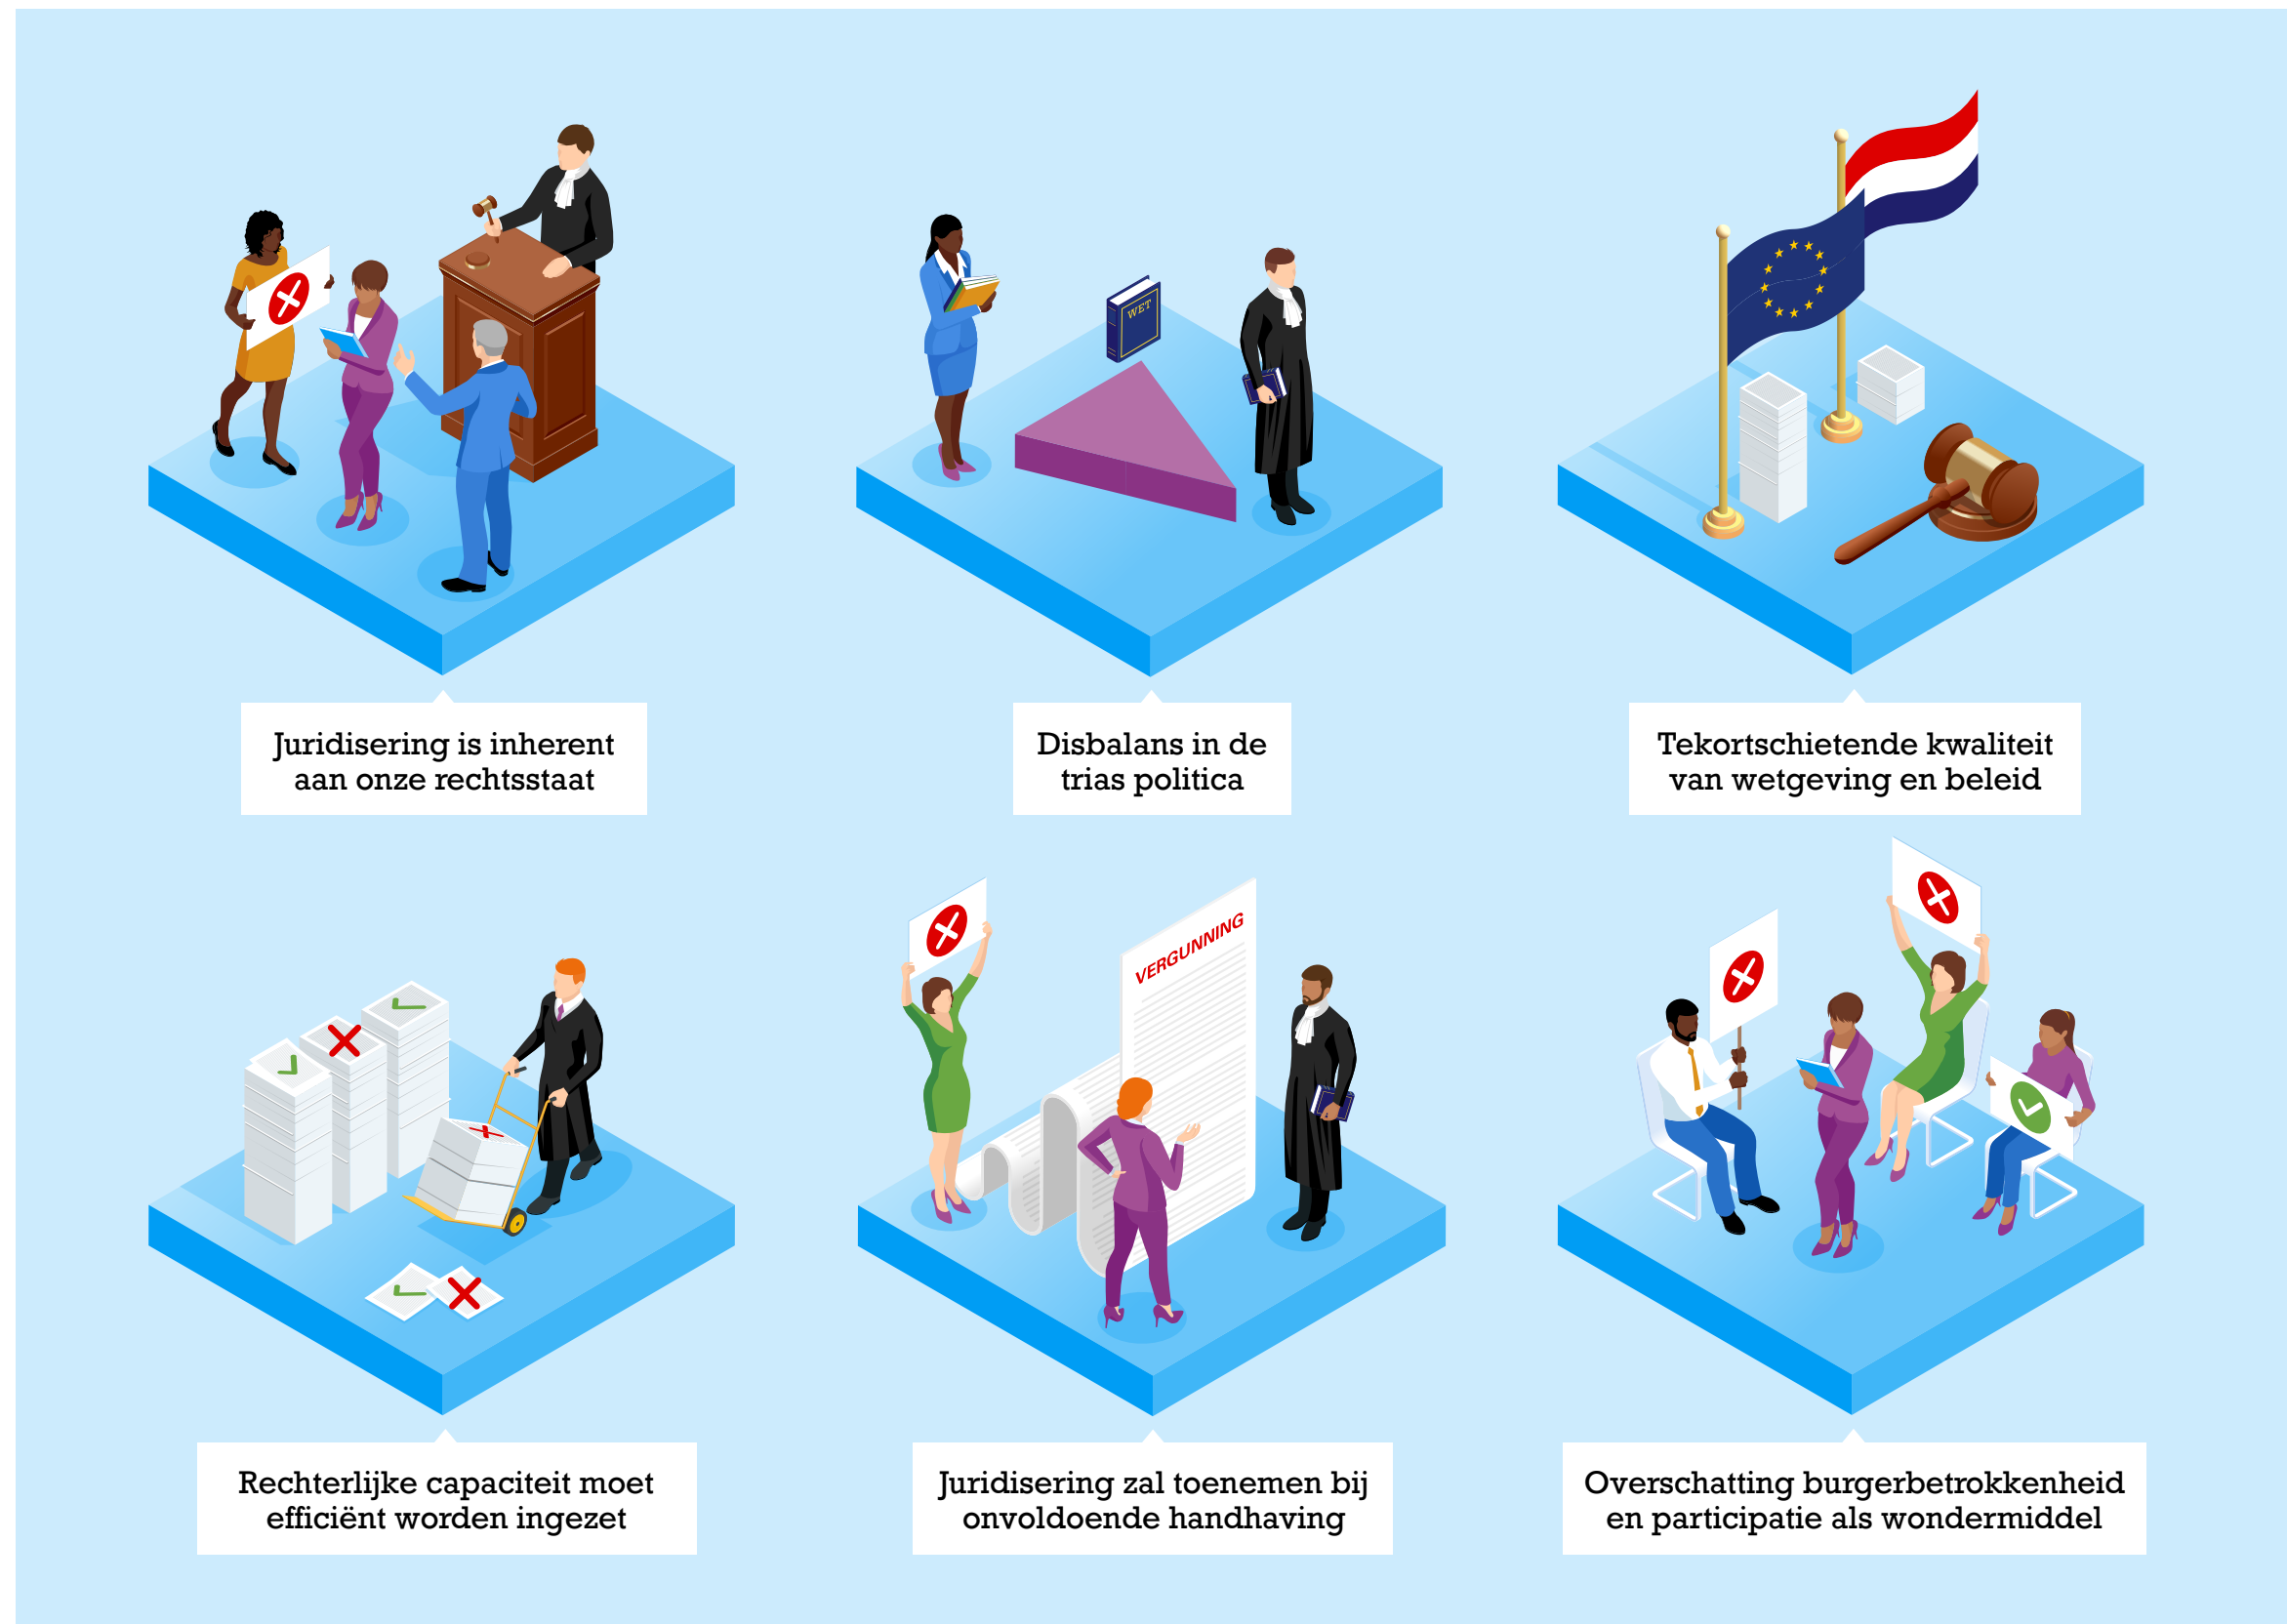 WET
Juridisering is inherent
aan onze rechtsstaat
Disbalans in de
trias politica
Tekortschietende kwaliteit
van wetgeving en beleid
VERGUNNING
Rechterlijke capaciteit moet
efficiënt worden ingezet
Juridisering zal toenemen bij
onvoldoende handhaving
Overschatting burgerbetrokkenheid
en participatie als wondermiddel